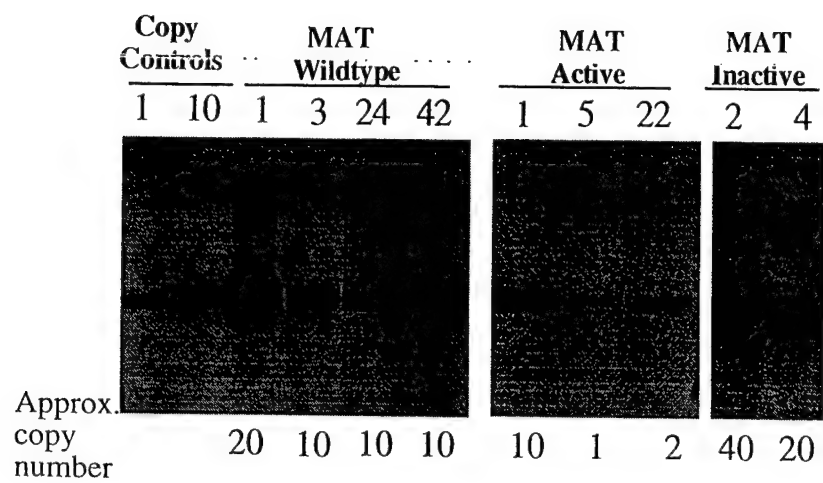 Copy Controls
MAT Wildtype
MAT Active
MAT Inactive
1 10 1 3 24 42
1 5 22
2 4
Approx. copy number
20 10 10 10
10 1 2
40 20